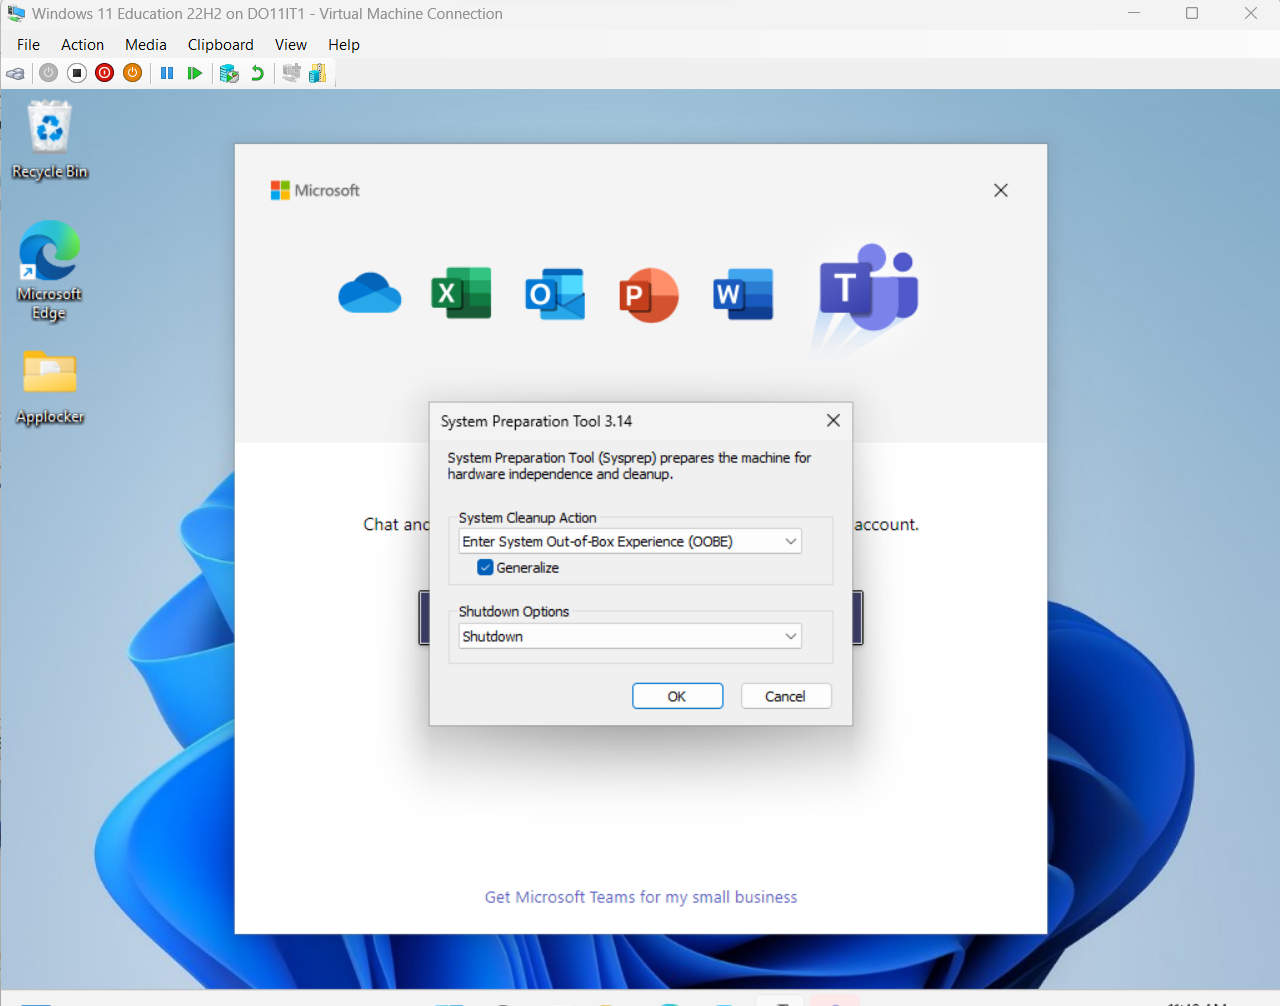 Windows 11 Education 22H2 on DO11IT1 - Virtual Machine Connection
File Action Media Clipboard View Help
Recycle Bin
Microsoft
Edge
Applocker
Microsoft
X
O
P
W
T
Chat and
account.
System Preparation Tool 3.14
System Preparation Tool (Sysprep) prepares the machine for
hardware independence and cleanup.
System Cleanup Action
Enter System Out-of-Box Experience (OOBE)
Generalize
Shutdown Options
Shutdown
OK Cancel
Get Microsoft Teams for my small business